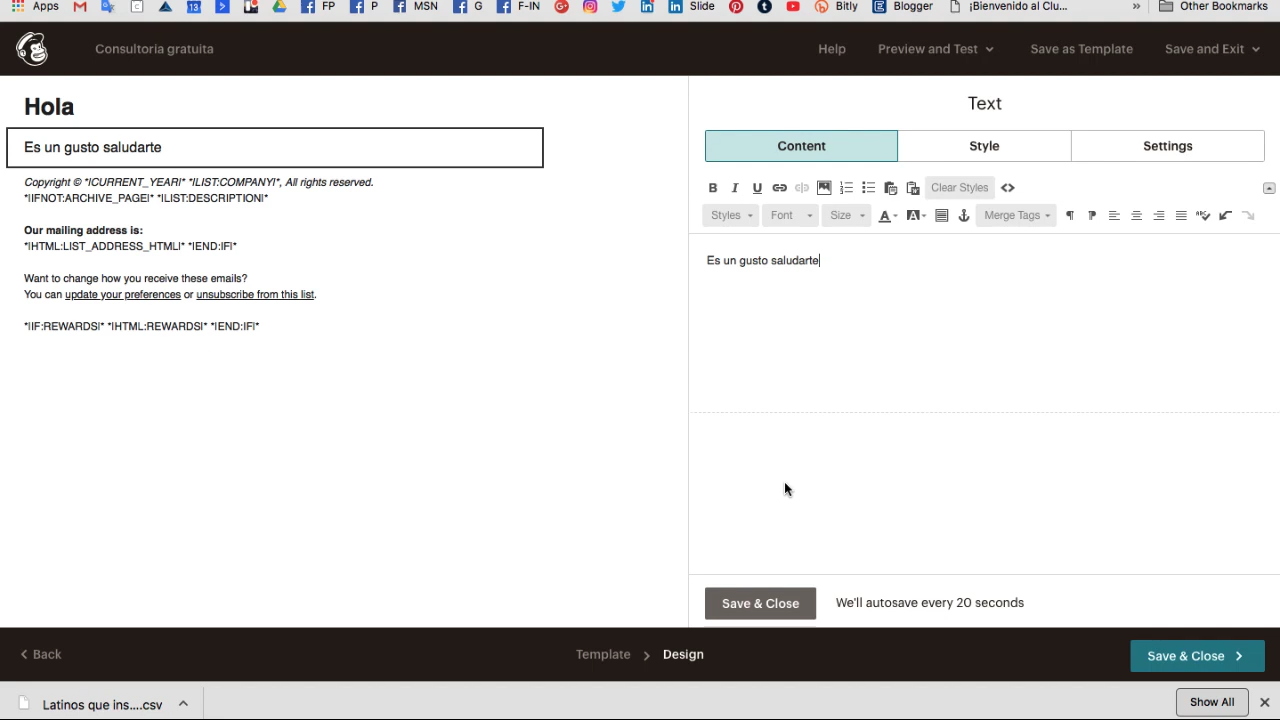 Apps FP P MSN G F-IN Slide Bitly Blogger ¡Bienvenido al Clu... » Other Bookmarks
13
Consultoria gratuita Help Preview and Test Save as Template Save and Exit
Hola
Es un gusto saludarte
Copyright © *|CURRENT_YEAR|* *|LIST:COMPANY|*, All rights reserved.
*|IFNOT:ARCHIVE_PAGE|* *|LIST:DESCRIPTION|*
Our mailing address is:
*|HTML:LIST_ADDRESS_HTML|* *|END:IF|*
Want to change how you receive these emails?
You can update your preferences or unsubscribe from this list.
*|IF:REWARDS|* *|HTML:REWARDS|* *|END:IF|*
Text
Content Style Settings
B I U Clear Styles <>
Styles Font Size A A Merge Tags ¶
Es un gusto saludarte
Save & Close We'll autosave every 20 seconds
< Back Template > Design Save & Close >
Latinos que ins....csv Show All